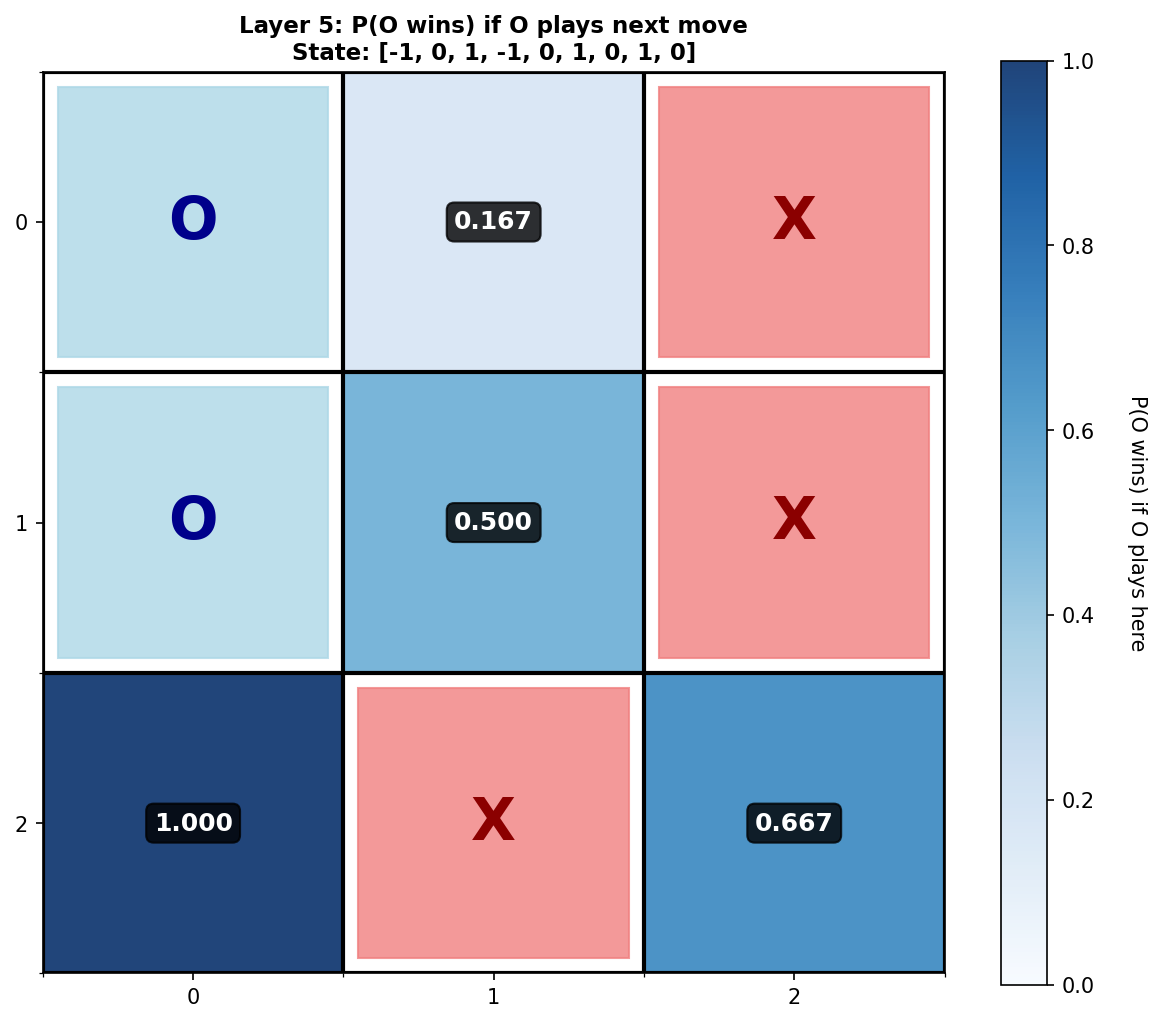 Layer 5: P(O wins) if O plays next move
State: [-1, 0, 1, -1, 0, 1, 0, 1, 0]
0
O
0.167
X
1
O
0.500
X
2
1.000
X
0.667
0
1
2
1.0
0.8
0.6
0.4
0.2
0.0
P(O wins) if O plays here